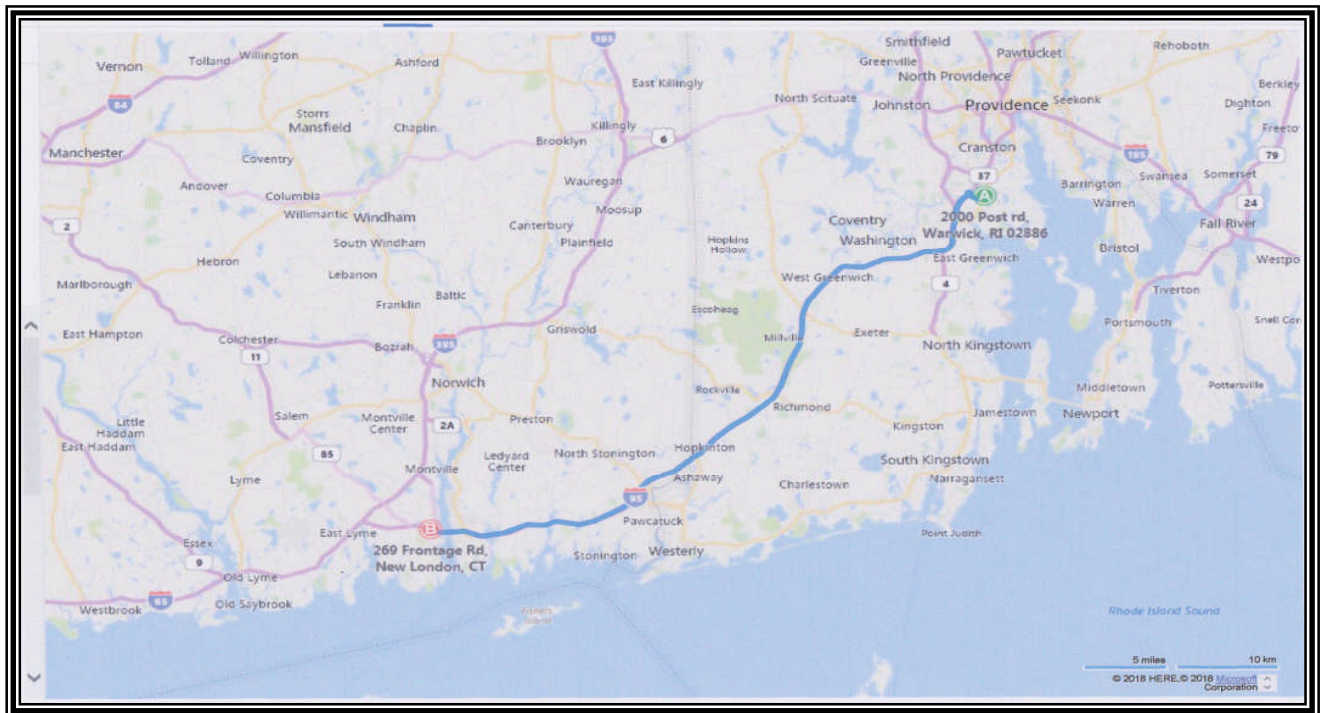 395
Smithfield
Pawtucket
Rehoboth
Tolland
Willington
Vernon
Ashford
Greenville
North Providence
East Killingly
Berkley
84
North Scituate
Johnston
Providence
Seekonk
Dighton
Storrs
Mansfield
Chaplin
Killingly
Brooklyn
6
Cranston
Manchester
Coventry
195
79
Wauregan
37
Barrington
Swansea
Somerset
Andover
Columbia
A
Warren
24
Willimantic
Windham
Moosup
2000 Post rd,
Warwick, RI 02886
Coventry
Fall River
2
Canterbury
Plainfield
Hopkins
Hollow
Washington
South Windham
Bristol
Hebron
East Greenwich
Lebanon
West Greenwich
Marlborough
Baltic
4
Tiverton
Franklin
Escoheag
Portsmouth
East Hampton
Griswold
Exeter
Colchester
Bozrah
395
Millville
North Kingstown
11
Norwich
Rockville
Middletown
Pottersville
Richmond
Jamestown
Newport
Little
Haddam
Salem
Montville
Center
2A
Preston
Kingston
East Haddam
85
Ledyard
Center
North Stonington
Hopkinton
South Kingstown
Montville
Ashaway
Lyme
Charlestown
Narragansett
95
Pawcatuck
East Lyme
B
Point Judith
Essex
269 Frontage Rd,
New London, CT
Stonington
Westerly
9
Old Lyme
95
Westbrook
Old Saybrook
Rhode Island Sound
5 miles
10 km
© 2018 HERE,© 2018 Microsoft
Corporation